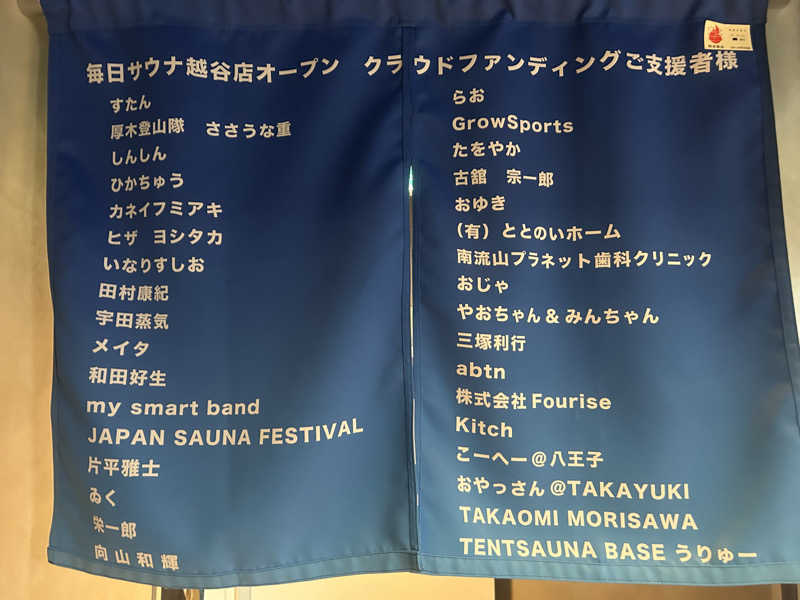 毎日サウナ越谷店オープン クラウドファンディングご支援者様
すたん
厚木登山隊 ささうな重
しんしん
ひかちゅう
カネイフミアキ
ヒザ ヨシタカ
いなりすしお
田村康紀
宇田蒸気
メイタ
和田好生
my smart band
JAPAN SAUNA FESTIVAL
片平雅士
ゐく
栄一郎
向山和輝
らお
GrowSports
たをやか
古舘 宗一郎
おゆき
(有)ととのいホーム
南流山プラネット歯科クリニック
おじゃ
やおちゃん&みんちゃん
三塚利行
abtn
株式会社Fourise
Kitch
こーへー@八王子
おやっさん@TAKAYUKI
TAKAOMI MORISAWA
TENTSAUNA BASE うりゅー